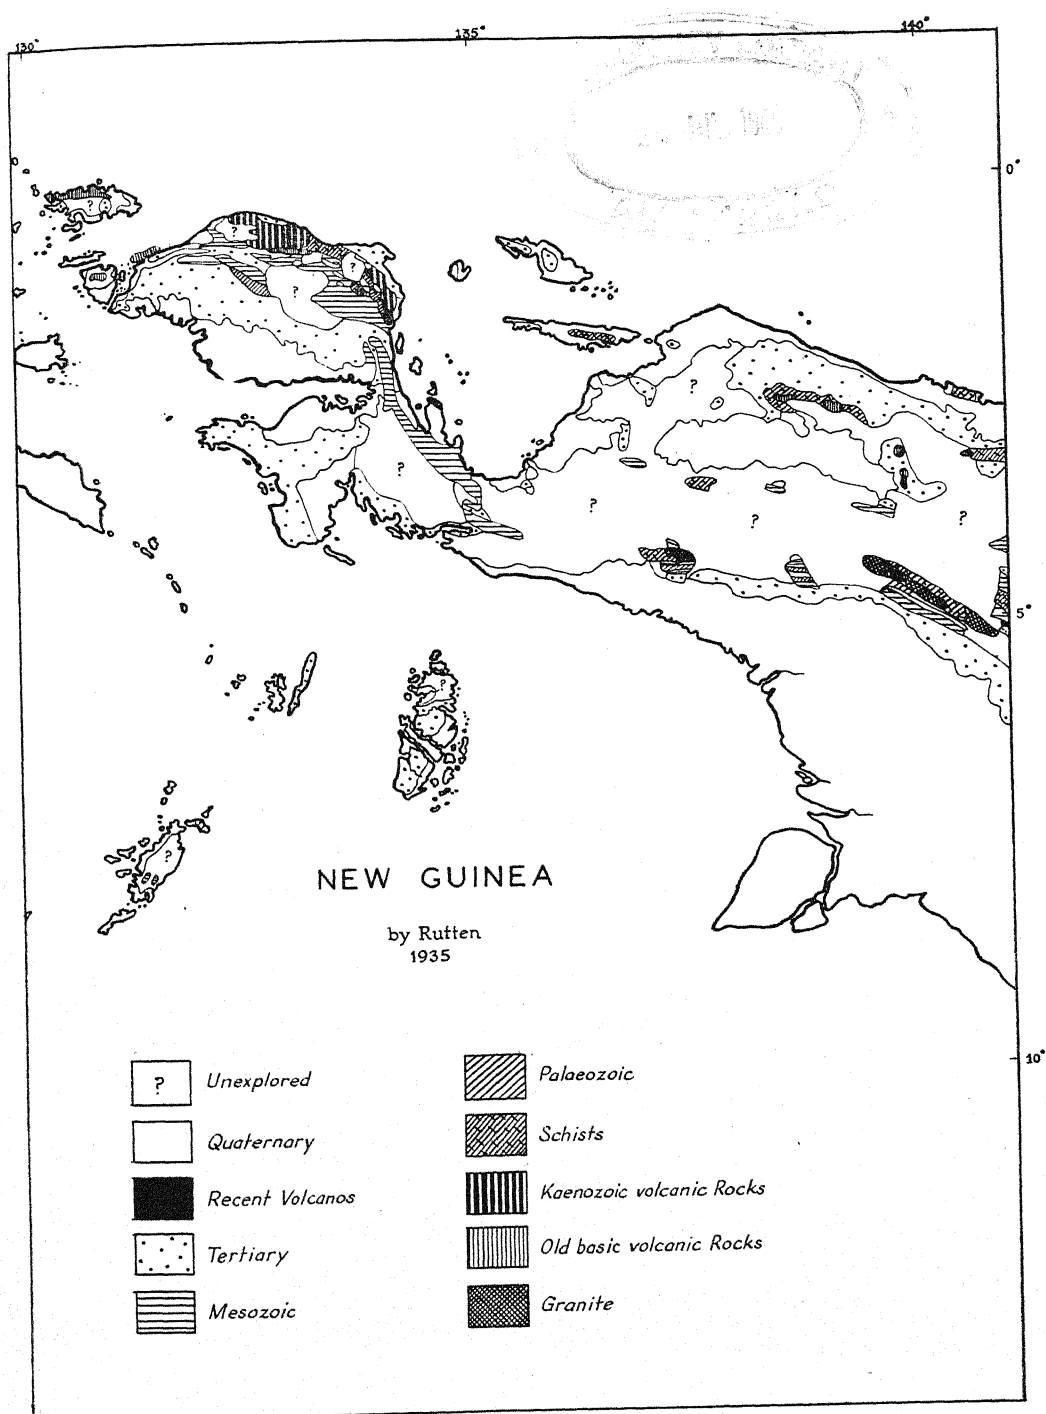 130°
135°
140°
0°
?
?
?
?
?
?
?
?
?
?
5°
?
?
NEW GUINEA
by Rutten
1935
10°
? Unexplored
Quaternary
Recent Volcanos
Tertiary
Mesozoic
Palaeozoic
Schists
Kaenozoic volcanic Rocks
Old basic volcanic Rocks
Granite